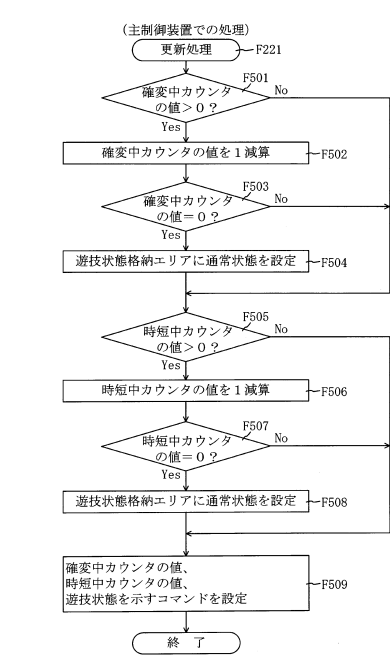 (主制御装置での処理)
更新処理
F221
F501
確変中カウンタ
の値＞０？
No
Yes
確変中カウンタの値を１減算
F502
F503
確変中カウンタ
の値＝０？
No
Yes
遊技状態格納エリアに通常状態を設定
F504
F505
時短中カウンタ
の値＞０？
No
Yes
時短中カウンタの値を１減算
F506
F507
時短中カウンタ
の値＝０？
No
Yes
遊技状態格納エリアに通常状態を設定
F508
確変中カウンタの値、
時短中カウンタの値、
遊技状態を示すコマンドを設定
F509
終 了